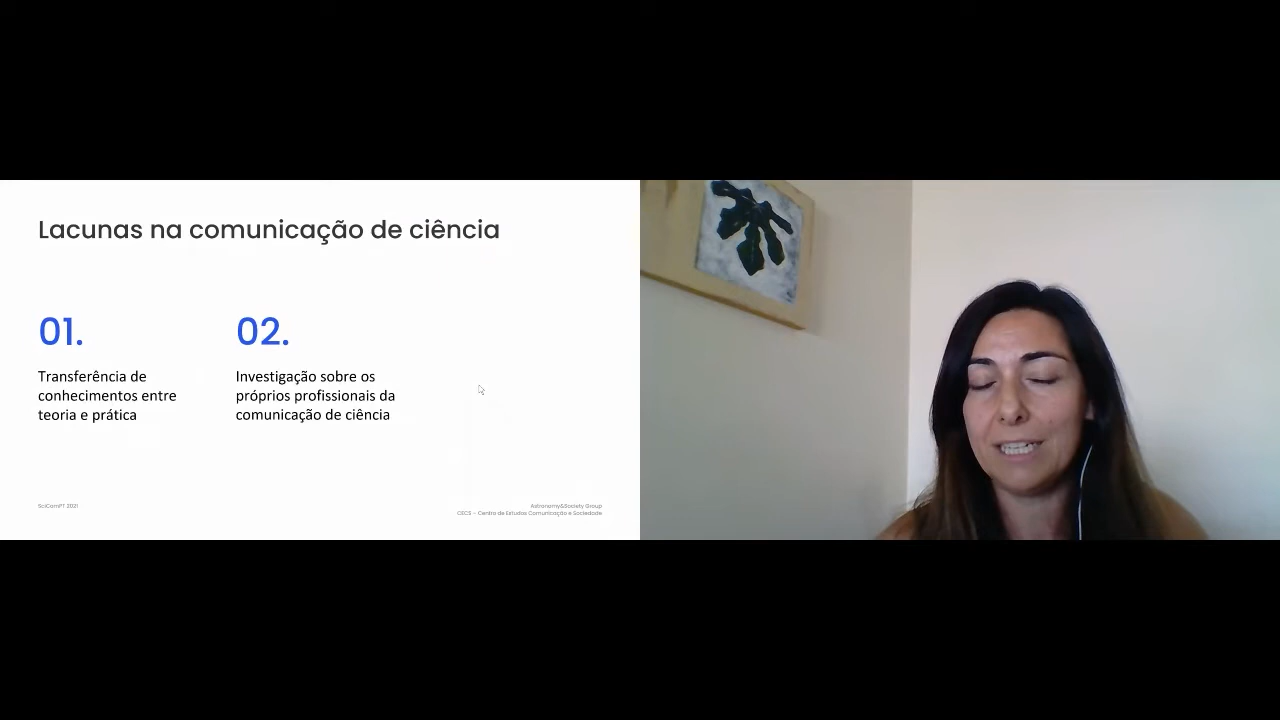 Lacunas na comunicação de ciência
01.
Transferência de
conhecimentos entre
teoria e prática
02.
Investigação sobre os
próprios profissionais da
comunicação de ciência
SciComPT 2021
Astronomy&Society Group
CECS - Centro de Estudos Comunicação e Sociedade